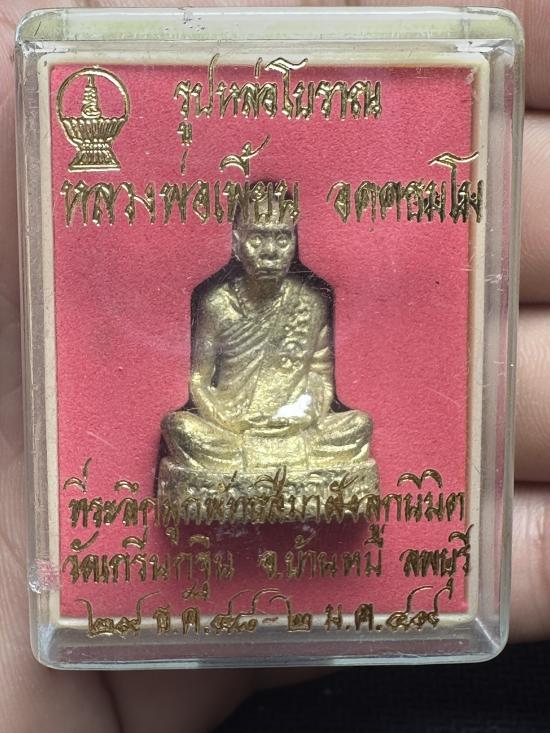 รูปหล่อโบราณ
หลวงพ่อเพี้ยน อคฺคธมฺโม
ที่ระลึกผูกพัทธสีมาฝังลูกนิมิต
วัดเกริ่นกฐิน อ.บ้านหมี่ ลพบุรี
๒๙ ธ.ค.๔๘-๒ ม.ค.๔๙